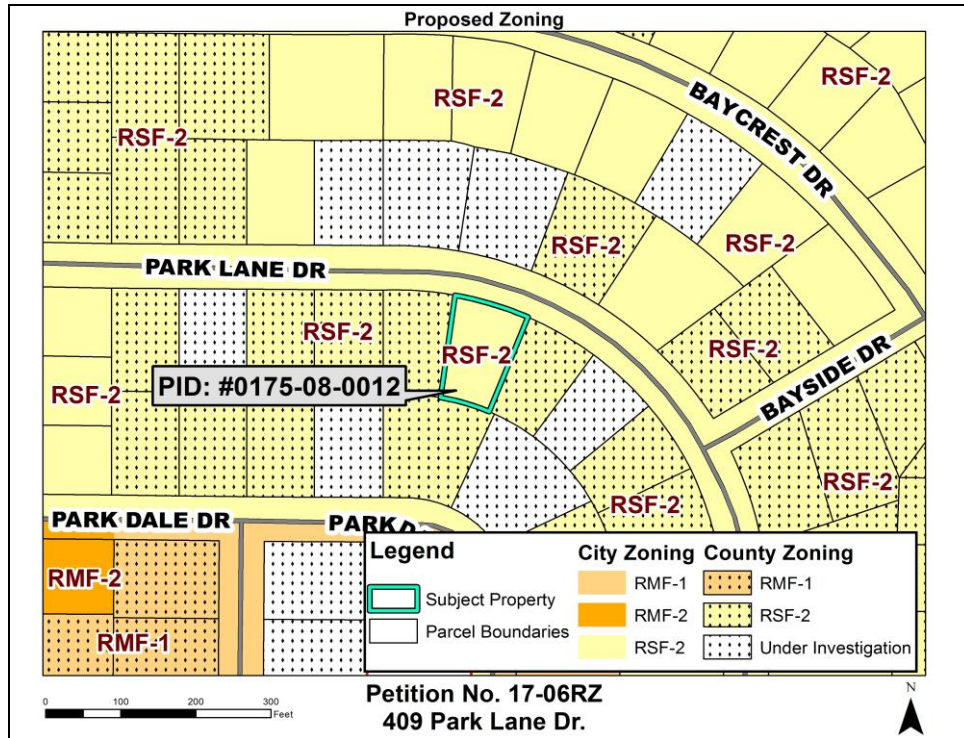 Proposed Zoning
RSF-2
RSF-2
RSF-2
BAYCREST DR
RSF-2
RSF-2
PARK LANE DR
RSF-2
RSF-2
RSF-2
RSF-2
PID: #0175-08-0012
BAYSIDE DR
RSF-2
RSF-2
PARK DALE DR
PARK D
RMF-2
RMF-1
Legend
Subject Property
Parcel Boundaries
City Zoning
RMF-1
RMF-2
RSF-2
County Zoning
RMF-1
RSF-2
Under Investigation
0 100 200 300
Feet
Petition No. 17-06RZ
409 Park Lane Dr.
N